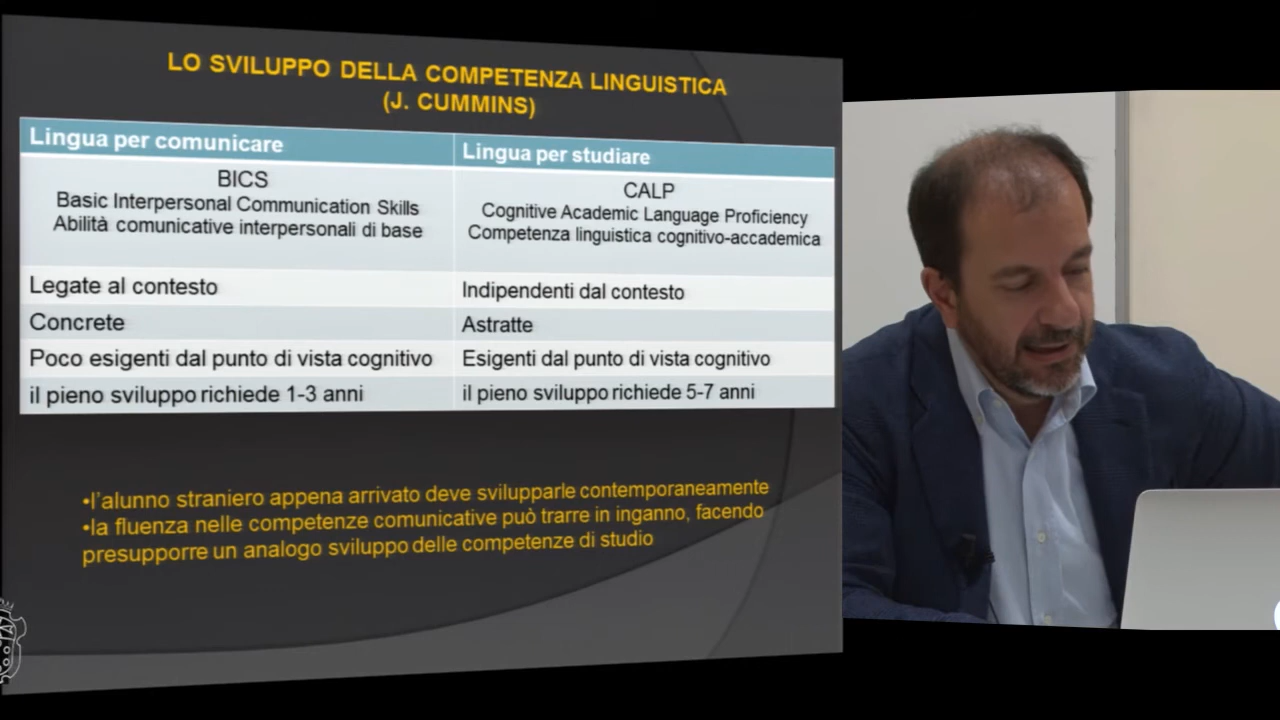 LO SVILUPPO DELLA COMPETENZA LINGUISTICA
(J. CUMMINS)
Lingua per comunicare
Lingua per studiare
BICS
Basic Interpersonal Communication Skills
Abilità comunicative interpersonali di base
CALP
Cognitive Academic Language Proficiency
Competenza linguistica cognitivo-accademica
Legate al contesto
Indipendenti dal contesto
Concrete
Astratte
Poco esigenti dal punto di vista cognitivo
Esigenti dal punto di vista cognitivo
il pieno sviluppo richiede 1-3 anni
il pieno sviluppo richiede 5-7 anni
•l'alunno straniero appena arrivato deve svilupparle contemporaneamente
•la fluenza nelle competenze comunicative può trarre in inganno, facendo
presupporre un analogo sviluppo delle competenze di studio